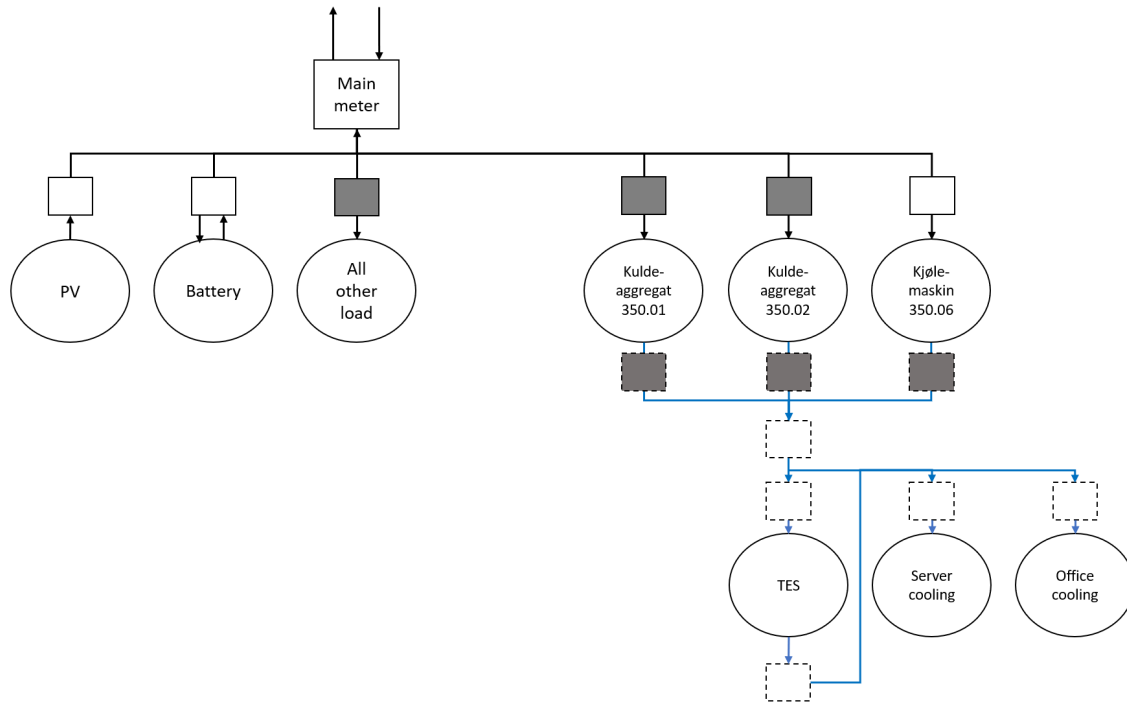 Main
meter
PV
Battery
All
other
load
Kulde-
aggregat
350.01
Kulde-
aggregat
350.02
Kjøle-
maskin
350.06
TES
Server
cooling
Office
cooling